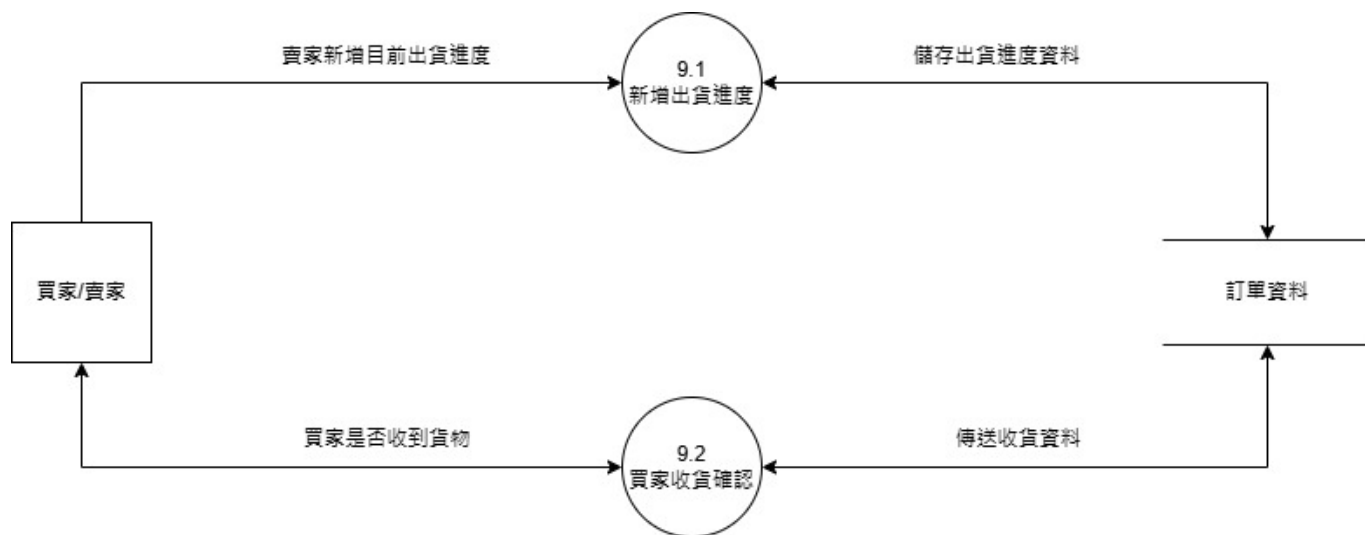 賣家新增目前出貨進度
9.1
新增出貨進度
儲存出貨進度資料
買家/賣家
訂單資料
買家是否收到貨物
9.2
買家收貨確認
傳送收貨資料